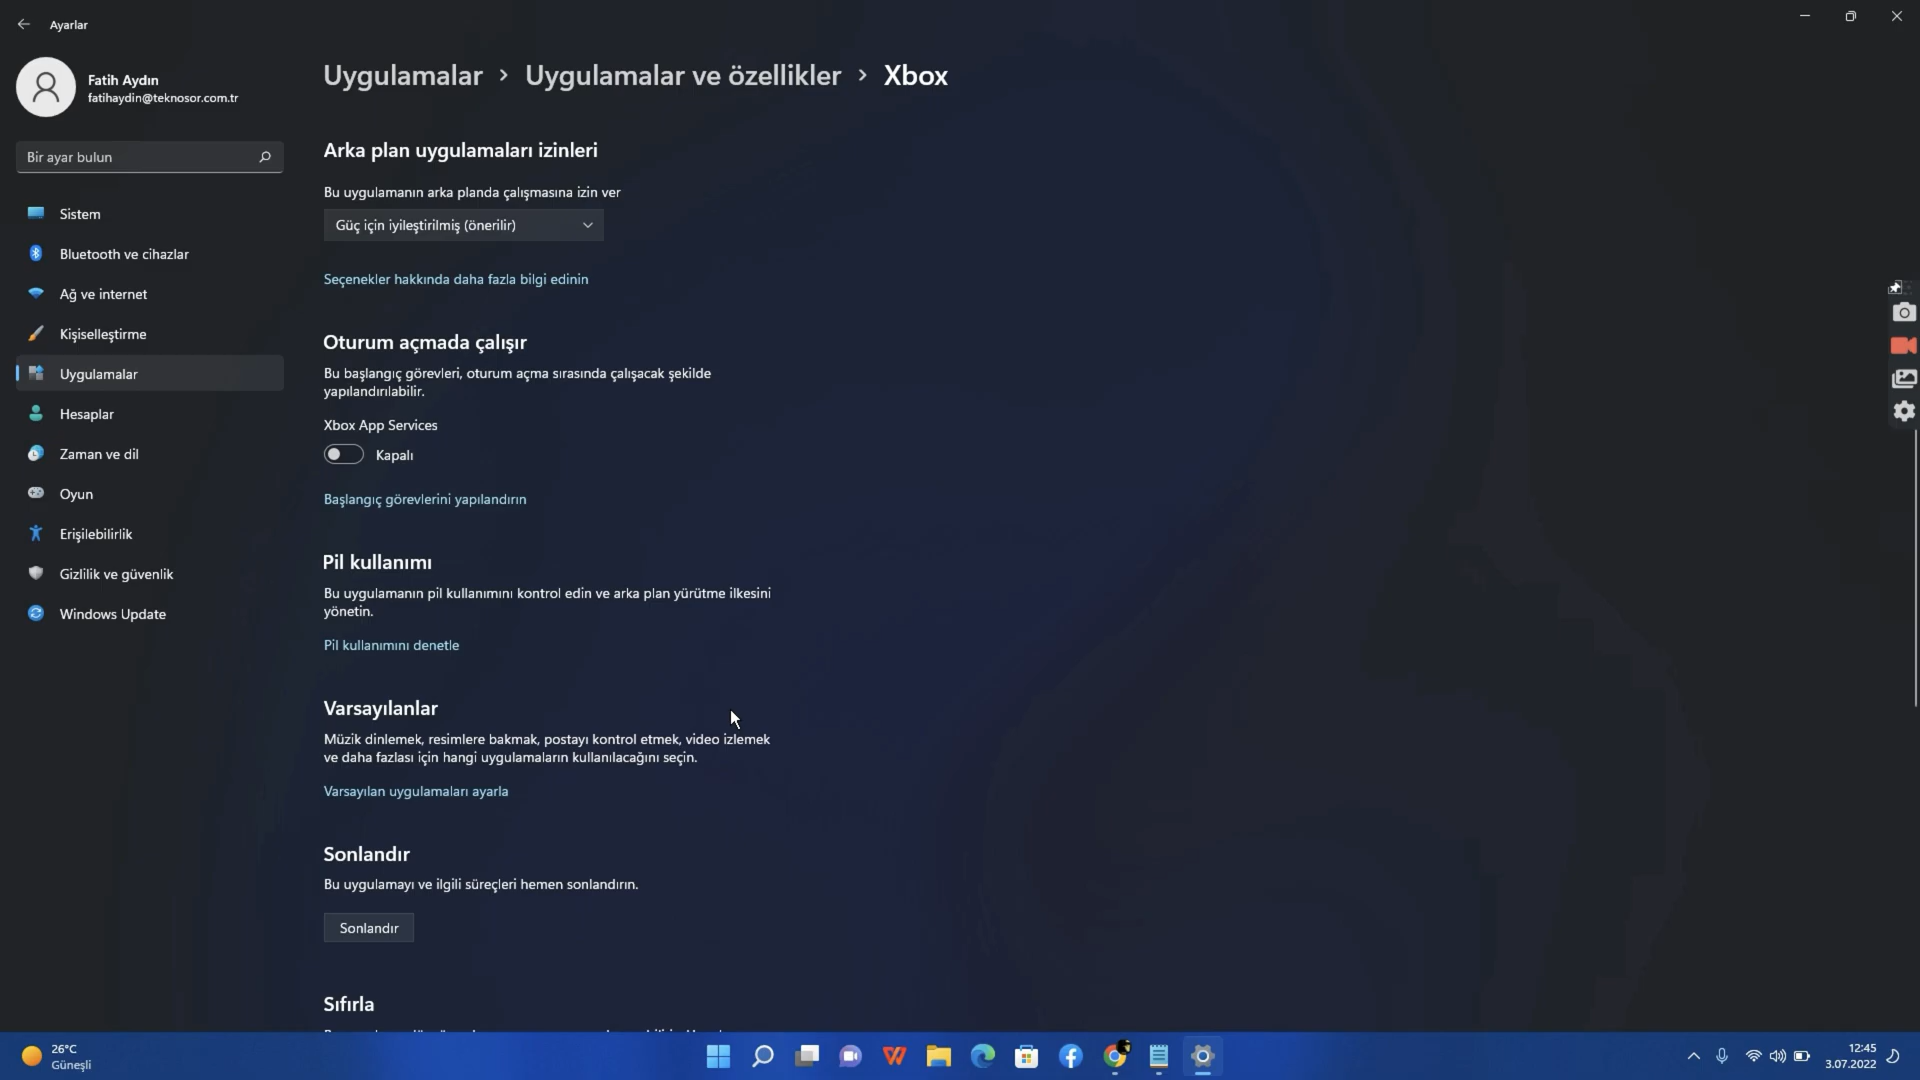 Ayarlar
Fatih Aydın
fatihaydin@teknosor.com.tr
Bir ayar bulun
Sistem
Bluetooth ve cihazlar
Ağ ve internet
Kişiselleştirme
Uygulamalar
Hesaplar
Zaman ve dil
Oyun
Erişilebilirlik
Gizlilik ve güvenlik
Windows Update
Uygulamalar > Uygulamalar ve özellikler > Xbox
Arka plan uygulamaları izinleri
Bu uygulamanın arka planda çalışmasına izin ver
Güç için iyileştirilmiş (önerilir)
Seçenekler hakkında daha fazla bilgi edinin
Oturum açmada çalışır
Bu başlangıç görevleri, oturum açma sırasında çalışacak şekilde
yapılandırılabilir.
Xbox App Services
Kapalı
Başlangıç görevlerini yapılandırın
Pil kullanımı
Bu uygulamanın pil kullanımını kontrol edin ve arka plan yürütme ilkesini
yönetin.
Pil kullanımını denetle
Varsayılanlar
Müzik dinlemek, resimlere bakmak, postayı kontrol etmek, video izlemek
ve daha fazlası için hangi uygulamaların kullanılacağını seçin.
Varsayılan uygulamaları ayarla
Sonlandır
Bu uygulamayı ve ilgili süreçleri hemen sonlandırın.
Sonlandır
Sıfırla
26°C
Güneşli
12:45
3.07.2022